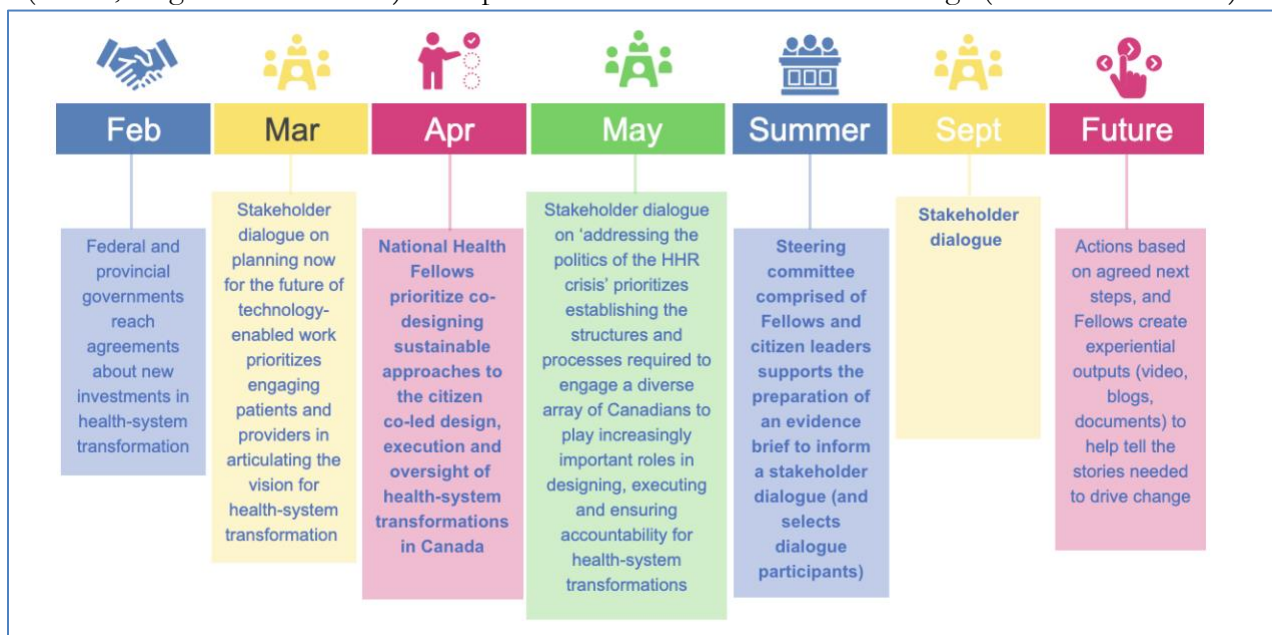 Feb
Mar
Apr
May
Summer
Sept
Future
Federal and
provincial
governments
reach
agreements
about new
investments in
health-system
transformation
Stakeholder
dialogue on
planning now
for the future of
technology-
enabled work
prioritizes
engaging
patients and
providers in
articulating the
vision for
health-system
transformation
National Health
Fellows
prioritize co-
designing
sustainable
approaches to
the citizen
co-led design,
execution and
oversight of
health-system
transformations
in Canada
Stakeholder dialogue
on ‘addressing the
politics of the HHR
crisis’ prioritizes
establishing the
structures and
processes required to
engage a diverse
array of Canadians to
play increasingly
important roles in
designing, executing
and ensuring
accountability for
health-system
transformations
Steering
committee
comprised of
Fellows and
citizen leaders
supports the
preparation of
an evidence
brief to inform
a stakeholder
dialogue (and
selects
dialogue
participants)
Stakeholder
dialogue
Actions based
on agreed next
steps, and
Fellows create
experiential
outputs (video,
blogs,
documents) to
help tell the
stories needed
to drive change